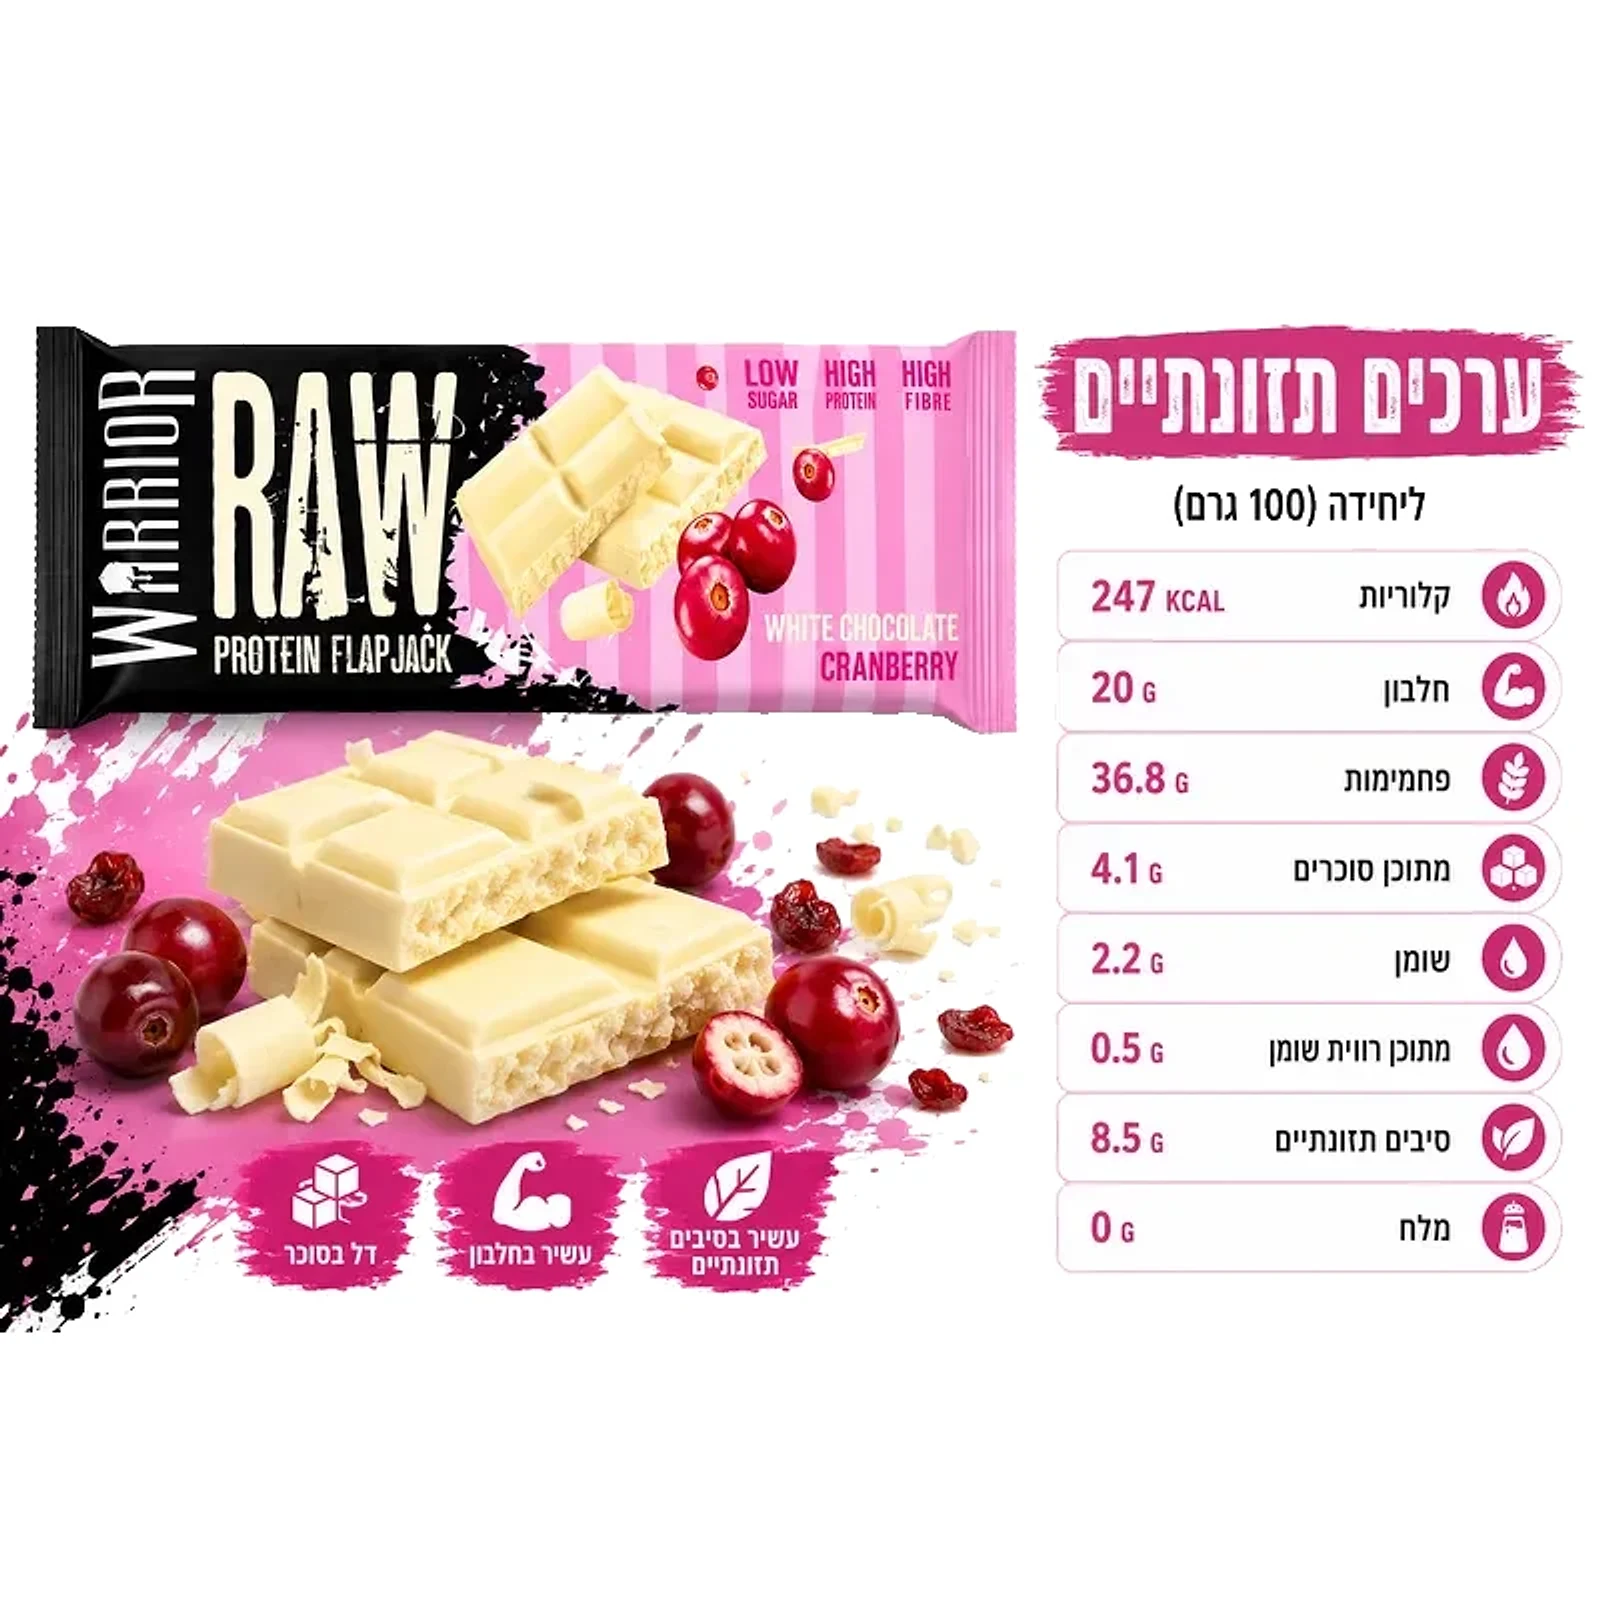 WARRIOR
RAW
PROTEIN FLAPJACK
LOW SUGAR
HIGH PROTEIN
HIGH FIBRE
WHITE CHOCOLATE
CRANBERRY
דל בסוכר
עשיר בחלבון
עשיר בסיבים
תזונתיים
ערכים תזונתיים
ליחידה (100 גרם)
קלוריות 247 KCAL
חלבון 20 G
פחמימות 36.8 G
מתוכן סוכרים 4.1 G
שומן 2.2 G
מתוכן רווית שומן 0.5 G
סיבים תזונתיים 8.5 G
מלח 0 G